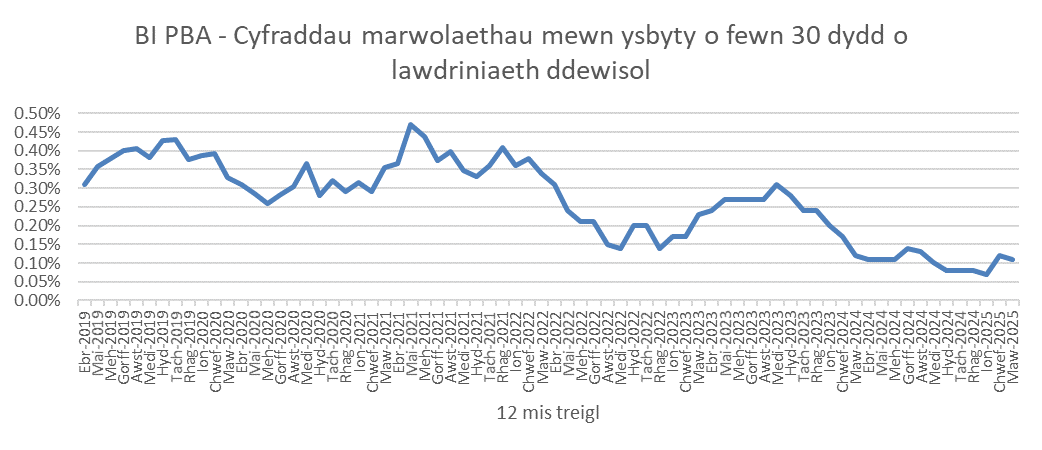 BI PBA - Cyfraddau marwolaethau mewn ysbyty o fewn 30 dydd o
lawdriniaeth ddewisol
0.50%
0.45%
0.40%
0.35%
0.30%
0.25%
0.20%
0.15%
0.10%
0.05%
0.00%
Ebr-2019
Mai-2019
Meh-2019
Gorff-2019
Awst-2019
Medi-2019
Hyd-2019
Tach-2019
Rhag-2019
Ion-2020
Chwef-2020
Maw-2020
Ebr-2020
Mai-2020
Meh-2020
Gorff-2020
Awst-2020
Medi-2020
Hyd-2020
Tach-2020
Rhag-2020
Ion-2021
Chwef-2021
Maw-2021
Ebr-2021
Mai-2021
Meh-2021
Gorff-2021
Awst-2021
Medi-2021
Hyd-2021
Tach-2021
Rhag-2021
Ion-2022
Chwef-2022
Maw-2022
Ebr-2022
Mai-2022
Meh-2022
Gorff-2022
Awst-2022
Medi-2022
Hyd-2022
Tach-2022
Rhag-2022
Ion-2023
Chwef-2023
Maw-2023
Ebr-2023
Mai-2023
Meh-2023
Gorff-2023
Awst-2023
Medi-2023
Hyd-2023
Tach-2023
Rhag-2023
Ion-2024
Chwef-2024
Maw-2024
Ebr-2024
Mai-2024
Meh-2024
Gorff-2024
Awst-2024
Medi-2024
Hyd-2024
Tach-2024
Rhag-2024
Ion-2025
Chwef-2025
Maw-2025
12 mis treigl